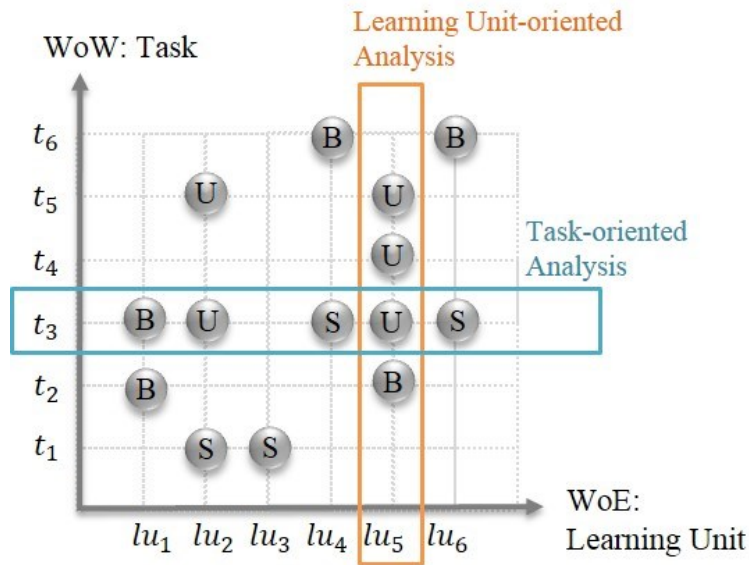 Learning Unit-oriented
Analysis
WoW: Task
t₆ B B
t₅ U U
t₄ U
Task-oriented
Analysis
t₃ B U S U S
t₂ B B
t₁ S S
WoE:
Learning Unit
lu₁ lu₂ lu₃ lu₄ lu₅ lu₆